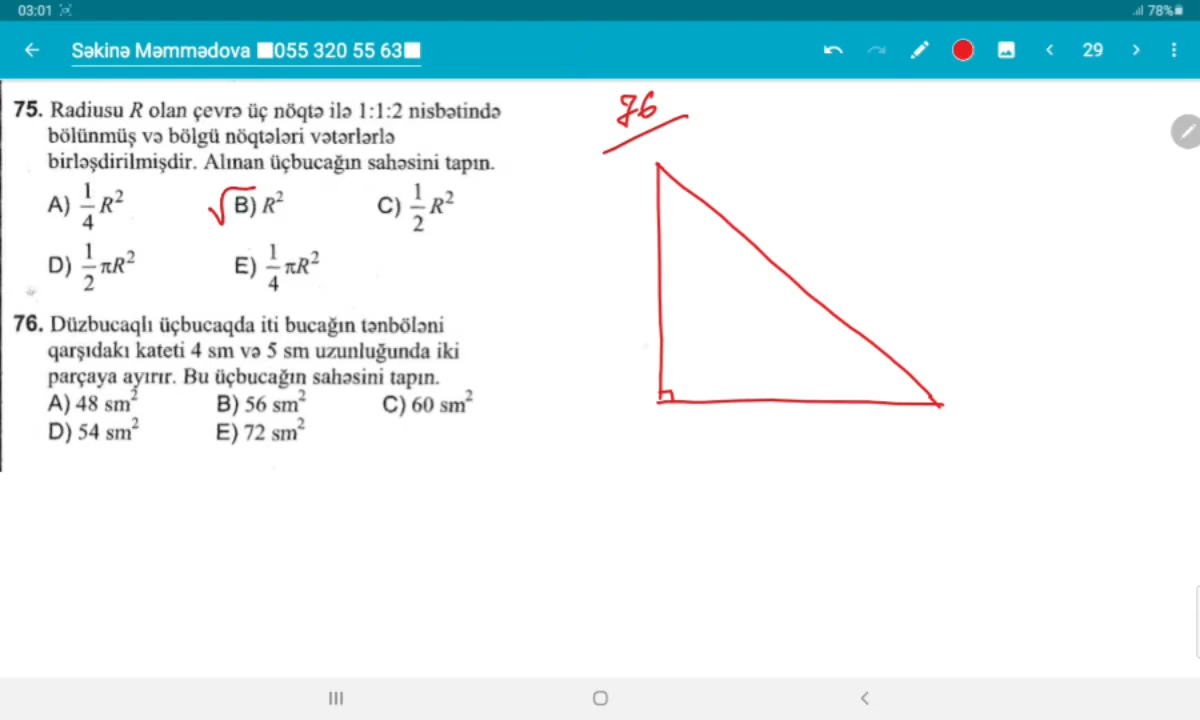 03:01
78%
Səkinə Məmmədova 055 320 55 63
29
75. Radiusu R olan çevrə üç nöqtə ilə 1:1:2 nisbətində
bölünmüş və bölgü nöqtələri vətərlərlə
birləşdirilmişdir. Alınan üçbucağın sahəsini tapın.
A) 1/4 R² √ B) R² C) 1/2 R²
D) 1/2 πR² E) 1/4 πR²
76. Düzbucaqlı üçbucaqda iti bucağın tənböləni
qarşıdakı kateti 4 sm və 5 sm uzunluğunda iki
parçaya ayırır. Bu üçbucağın sahəsini tapın.
A) 48 sm² B) 56 sm² C) 60 sm²
D) 54 sm² E) 72 sm²
76